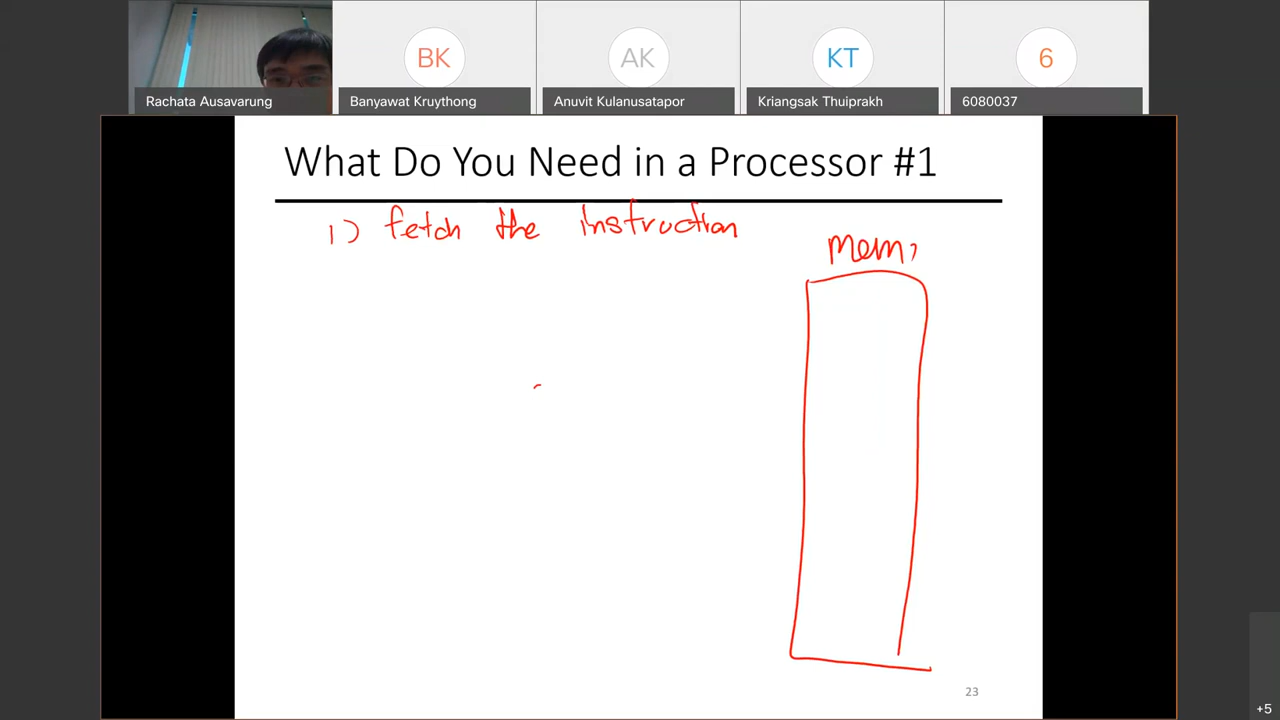 BK
AK
KT
6
Rachata Ausavarung
Banyawat Kruythong
Anuvit Kulanusatapor
Kriangsak Thuiprakh
6080037
What Do You Need in a Processor #1
1) fetch the instruction
mem,
23
+5